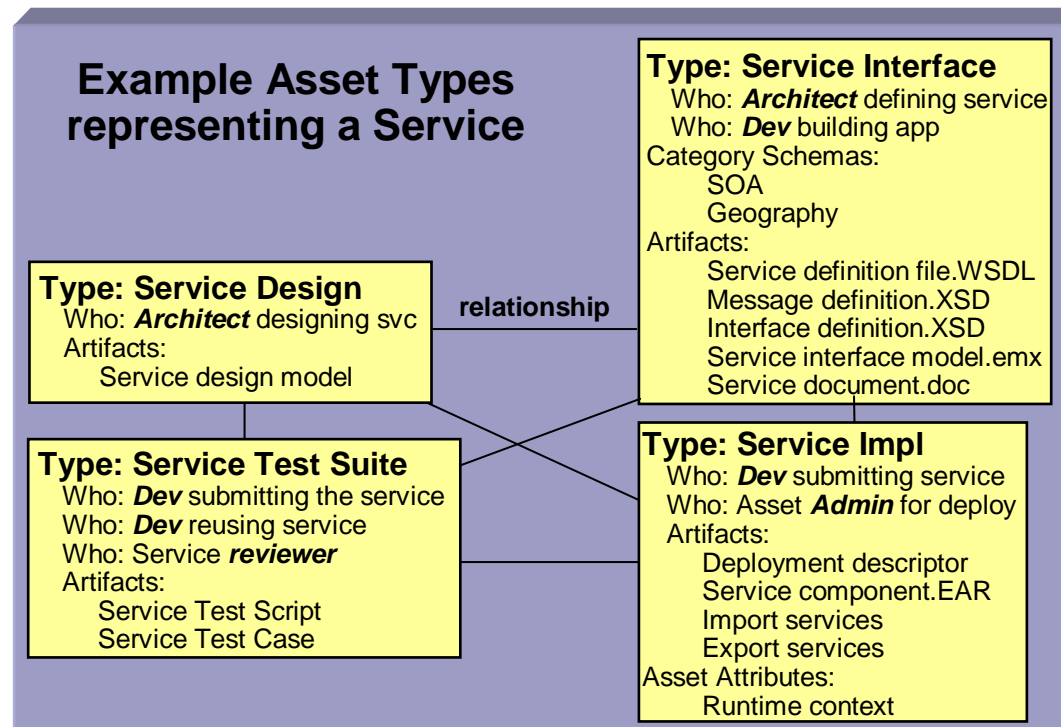 Example Asset Types
representing a Service
Type: Service Interface
Who: Architect defining service
Who: Dev building app
Category Schemas:
SOA
Geography
Artifacts:
Service definition file.WSDL
Message definition.XSD
Interface definition.XSD
Service interface model.emx
Service document.doc
Type: Service Design
Who: Architect designing svc
Artifacts:
Service design model
relationship
Type: Service Test Suite
Who: Dev submitting the service
Who: Dev reusing service
Who: Service reviewer
Artifacts:
Service Test Script
Service Test Case
Type: Service Impl
Who: Dev submitting service
Who: Asset Admin for deploy
Artifacts:
Deployment descriptor
Service component.EAR
Import services
Export services
Asset Attributes:
Runtime context